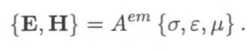 {E, H} = A^{em} {σ, ε, μ} .